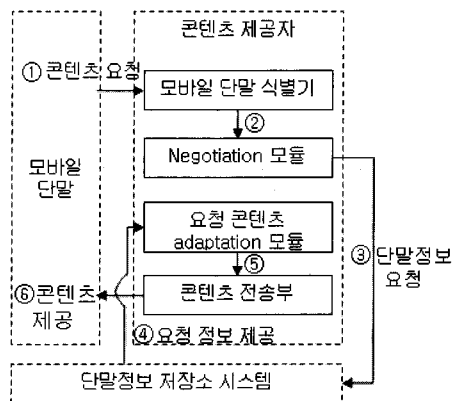 콘텐츠 제공자
①콘텐츠 요청
모바일 단말 식별기
②
Negotiation 모듈
모바일
단말
요청 콘텐츠
adaptation 모듈
③단말정보
요청
⑤
⑥콘텐츠
제공
콘텐츠 전송부
④요청 정보 제공
단말정보 저장소 시스템